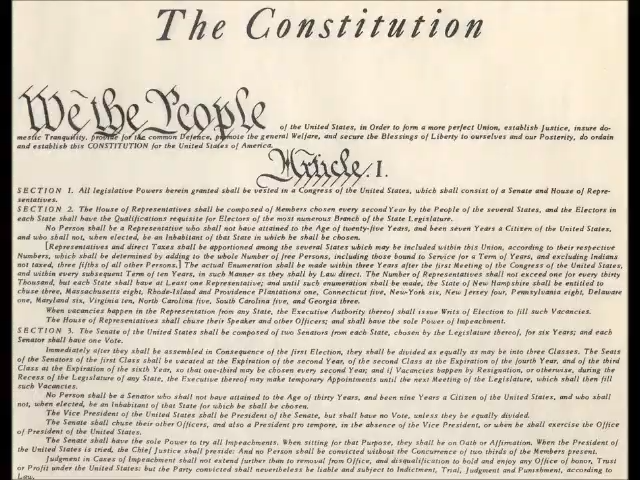 The Constitution
We the People
of the United States, in Order to form a more perfect Union, establish Justice, insure do-
mestic Tranquility, provide for the common Defence, promote the general Welfare, and secure the Blessings of Liberty to ourselves and our Posterity, do ordain
and establish this CONSTITUTION for the United States of America.
Article. I.
SECTION 1. All legislative Powers herein granted shall be vested in a Congress of the United States, which shall consist of a Senate and House of Repre-
sentatives.
SECTION 2. The House of Representatives shall be composed of Members chosen every second Year by the People of the several States, and the Electors in
each State shall have the Qualifications requisite for Electors of the most numerous Branch of the State Legislature.
No Person shall be a Representative who shall not have attained to the Age of twenty-five Years, and been seven Years a Citizen of the United States,
and who shall not, when elected, be an Inhabitant of that State in which he shall be chosen.
[Representatives and direct Taxes shall be apportioned among the several States which may be included within this Union, according to their respective
Numbers, which shall be determined by adding to the whole Number of free Persons, including those bound to Service for a Term of Years, and excluding Indians
not taxed, three fifths of all other Persons.] The actual Enumeration shall be made within three Years after the first Meeting of the Congress of the United States,
and within every subsequent Term of ten Years, in such Manner as they shall by Law direct. The Number of Representatives shall not exceed one for every thirty
Thousand, but each State shall have at Least one Representative; and until such enumeration shall be made, the State of New Hampshire shall be entitled to
chuse three, Massachusetts eight, Rhode-Island and Providence Plantations one, Connecticut five, New-York six, New Jersey four, Pennsylvania eight, Delaware
one, Maryland six, Virginia ten, North Carolina five, South Carolina five, and Georgia three.
When vacancies happen in the Representation from any State, the Executive Authority thereof shall issue Writs of Election to fill such Vacancies.
The House of Representatives shall chuse their Speaker and other Officers; and shall have the sole Power of Impeachment.
SECTION 3. The Senate of the United States shall be composed of two Senators from each State, chosen by the Legislature thereof, for six Years; and each
Senator shall have one Vote.
Immediately after they shall be assembled in Consequence of the first Election, they shall be divided as equally as may be into three Classes. The Seats
of the Senators of the first Class shall be vacated at the Expiration of the second Year, of the second Class at the Expiration of the fourth Year, and of the third
Class at the Expiration of the sixth Year, so that one-third may be chosen every second Year; and if Vacancies happen by Resignation, or otherwise, during the
Recess of the Legislature of any State, the Executive thereof may make temporary Appointments until the next Meeting of the Legislature, which shall then fill
such Vacancies.
No Person shall be a Senator who shall not have attained to the Age of thirty Years, and been nine Years a Citizen of the United States, and who shall
not, when elected, be an Inhabitant of that State for which he shall be chosen.
The Vice President of the United States shall be President of the Senate, but shall have no Vote, unless they be equally divided.
The Senate shall chuse their other Officers, and also a President pro tempore, in the absence of the Vice President, or when he shall exercise the Office
of President of the United States.
The Senate shall have the sole Power to try all Impeachments. When sitting for that Purpose, they shall be on Oath or Affirmation. When the President of
the United States is tried, the Chief Justice shall preside: And no Person shall be convicted without the Concurrence of two thirds of the Members present.
Judgment in Cases of Impeachment shall not extend further than to removal from Office, and disqualification to hold and enjoy any Office of honor, Trust
or Profit under the United States: but the Party convicted shall nevertheless be liable and subject to Indictment, Trial, Judgment and Punishment, according to
Law.